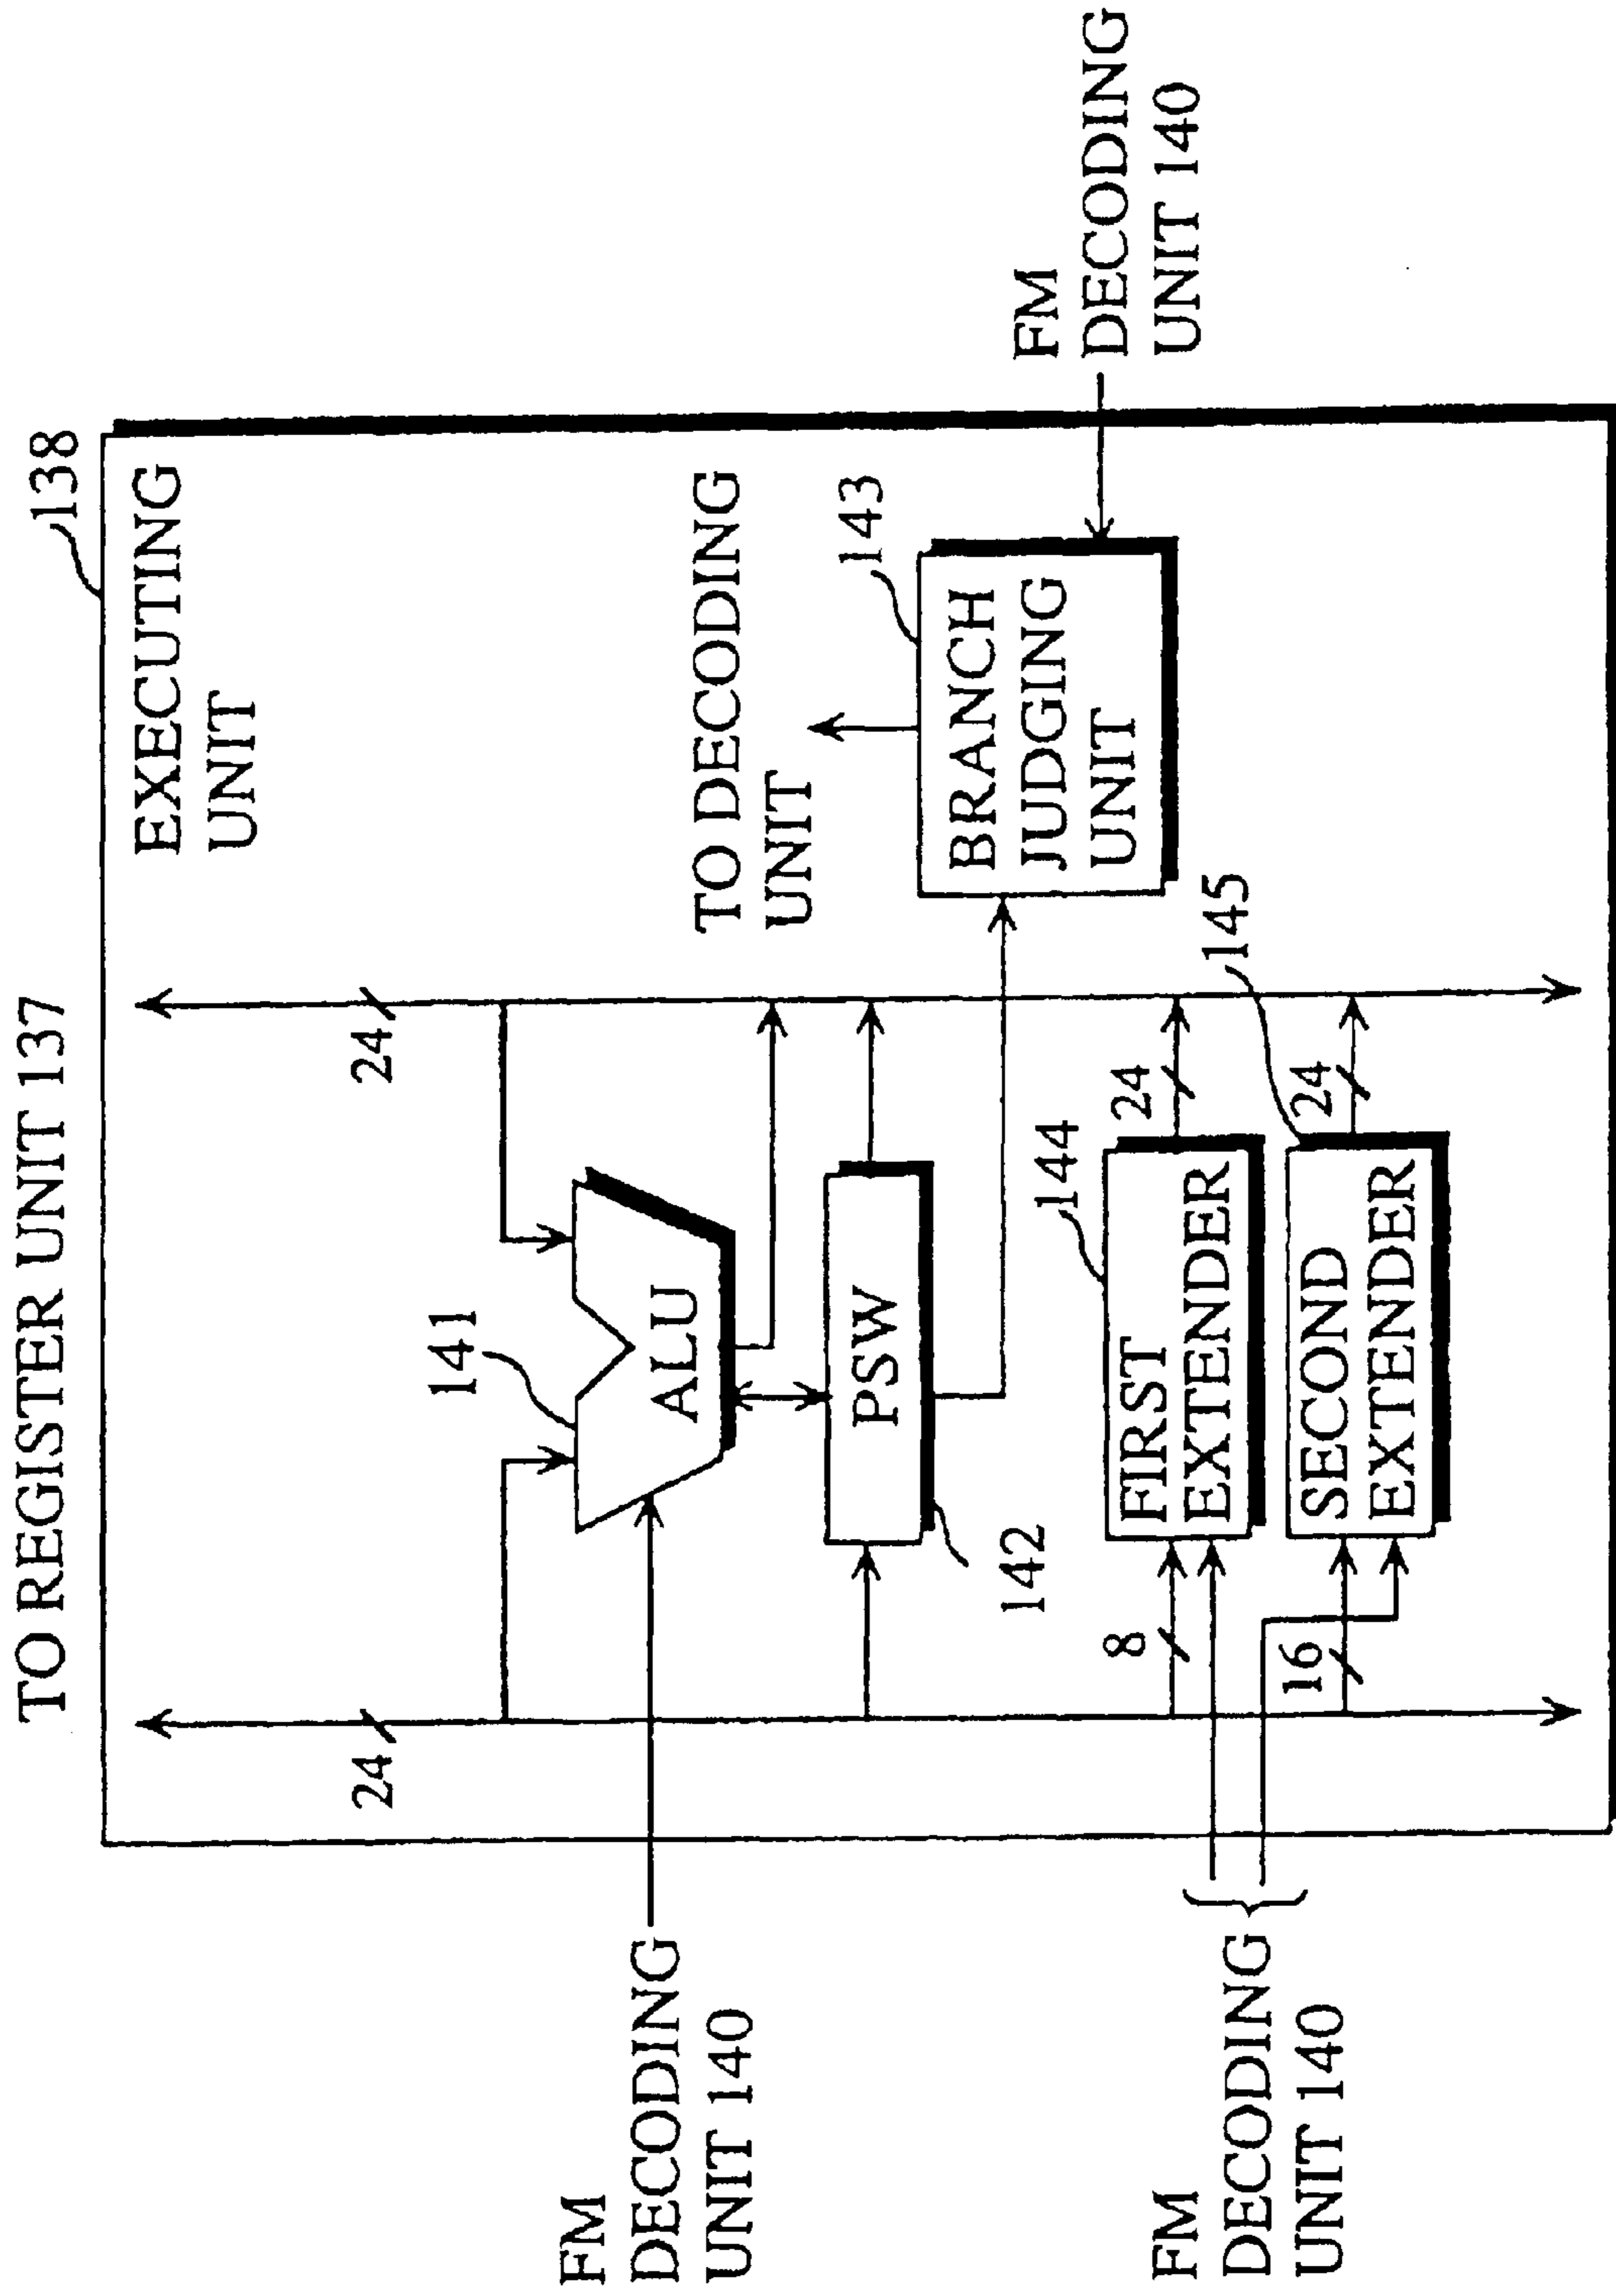 TO REGISTER UNIT 137
138
EXECUTING
UNIT
24
24
141
ALU
TO DECODING
UNIT
143
FM
DECODING
UNIT 140
PSW
142
BRANCH
JUDGING
UNIT
FM
DECODING
UNIT 140
144
8
FIRST
EXTENDER
24
145
16
SECOND
EXTENDER
24
FM
DECODING
UNIT 140